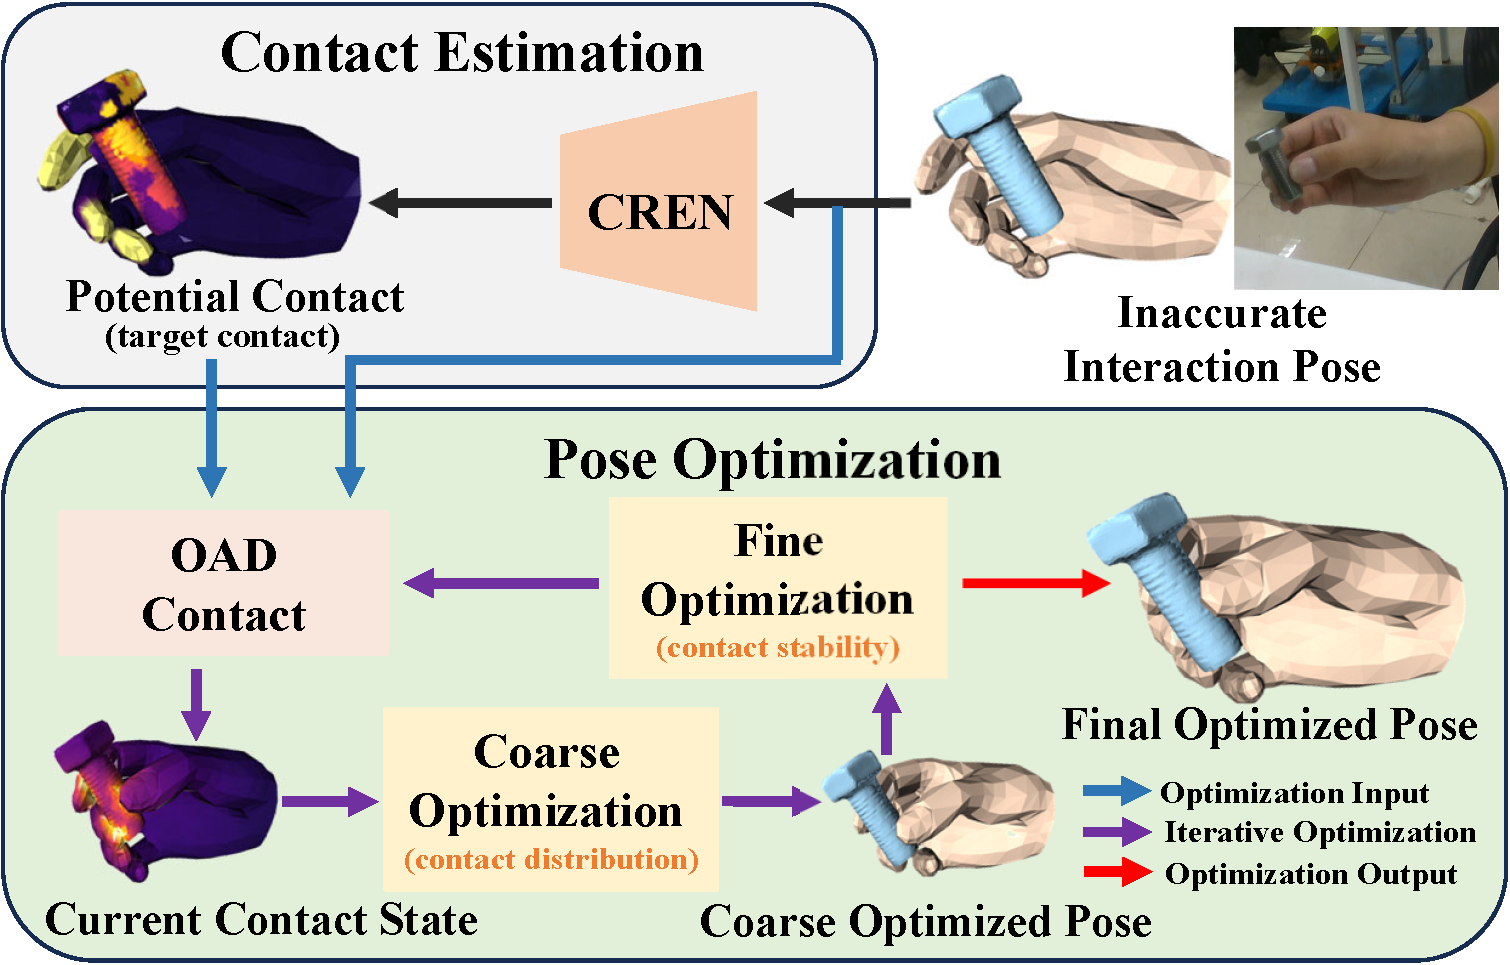 Contact Estimation
CREN
Potential Contact
(target contact)
Inaccurate
Interaction Pose
Pose Optimization
OAD
Contact
Fine
Optimization
(contact stability)
Final Optimized Pose
Coarse
Optimization
(contact distribution)
Current Contact State
Coarse Optimized Pose
Optimization Input
Iterative Optimization
Optimization Output